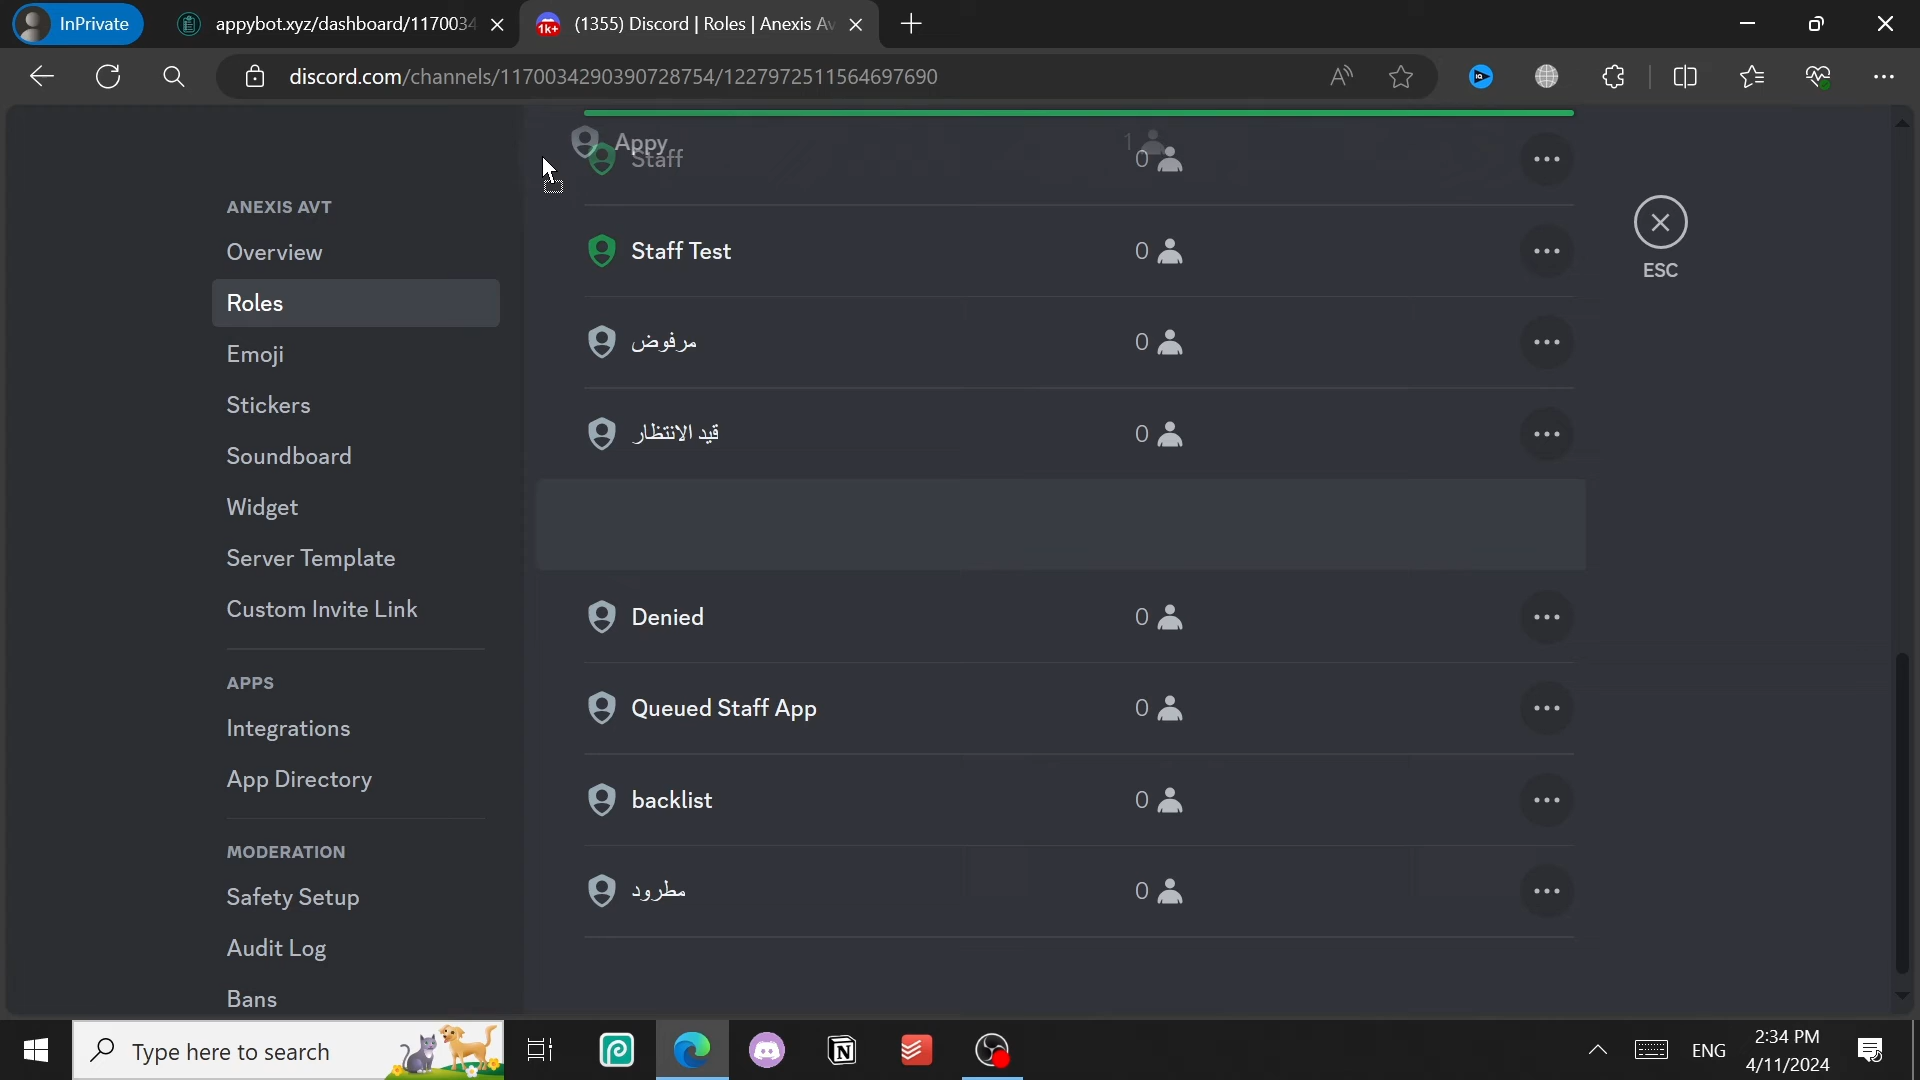 InPrivate
appybot.xyz/dashboard/1170034
1k+
(1355) Discord | Roles | Anexis Av
discord.com/channels/1170034290390728754/1227972511564697690
ANEXIS AVT
Overview
Roles
Emoji
Stickers
Soundboard
Widget
Server Template
Custom Invite Link
APPS
Integrations
App Directory
MODERATION
Safety Setup
Audit Log
Bans
Appy 1
Staff 0
Staff Test 0
مرفوض 0
قيد الانتظار 0
Denied 0
Queued Staff App 0
backlist 0
مطرود 0
ESC
Type here to search
ENG
2:34 PM
4/11/2024